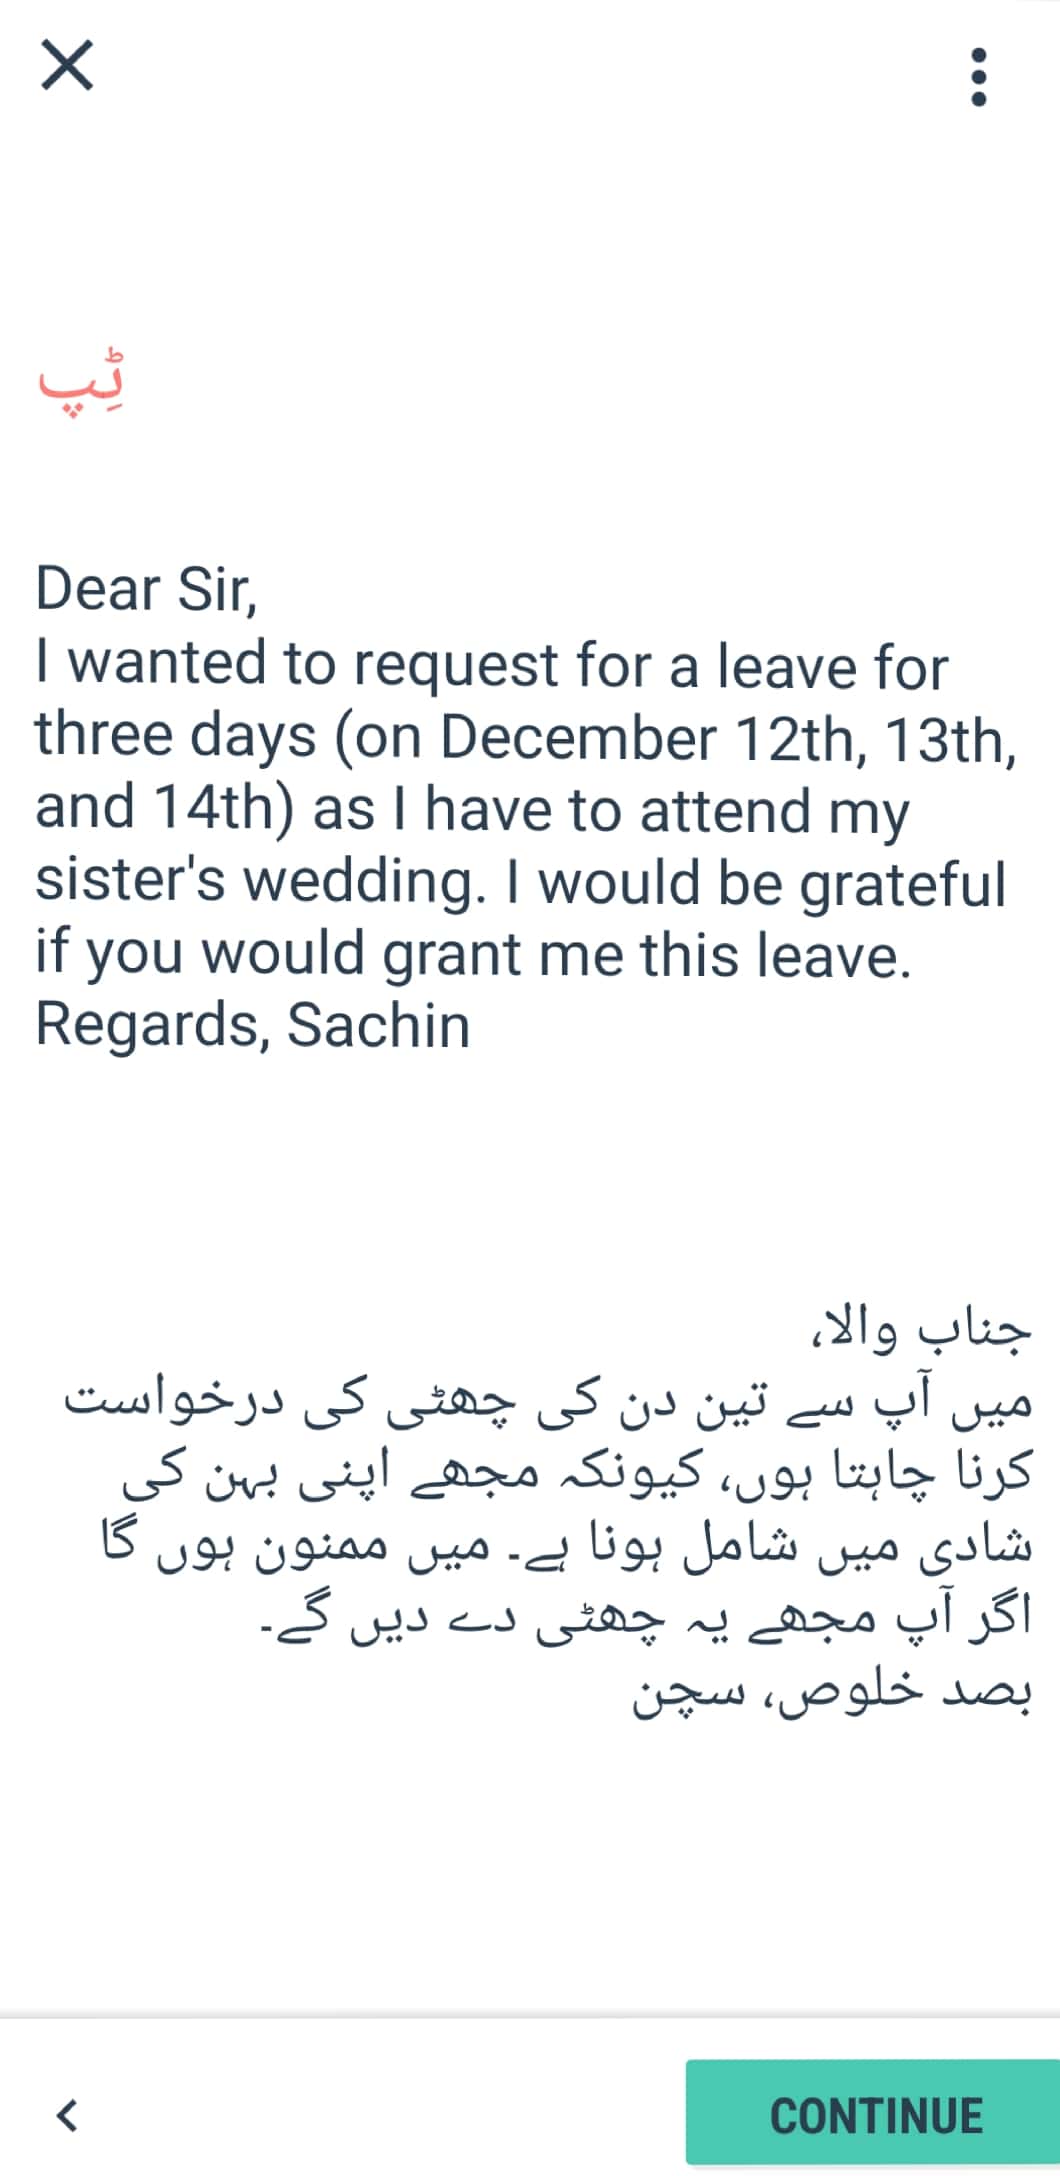 ٹِپ
Dear Sir,
I wanted to request for a leave for
three days (on December 12th, 13th,
and 14th) as I have to attend my
sister's wedding. I would be grateful
if you would grant me this leave.
Regards, Sachin
جناب والا،
میں آپ سے تین دن کی چھٹی کی درخواست
کرنا چاہتا ہوں، کیونکہ مجھے اپنی بہن کی
شادی میں شامل ہونا ہے۔ میں ممنون ہوں گا
اگر آپ مجھے یہ چھٹی دے دیں گے۔
بصد خلوص، سچن
CONTINUE